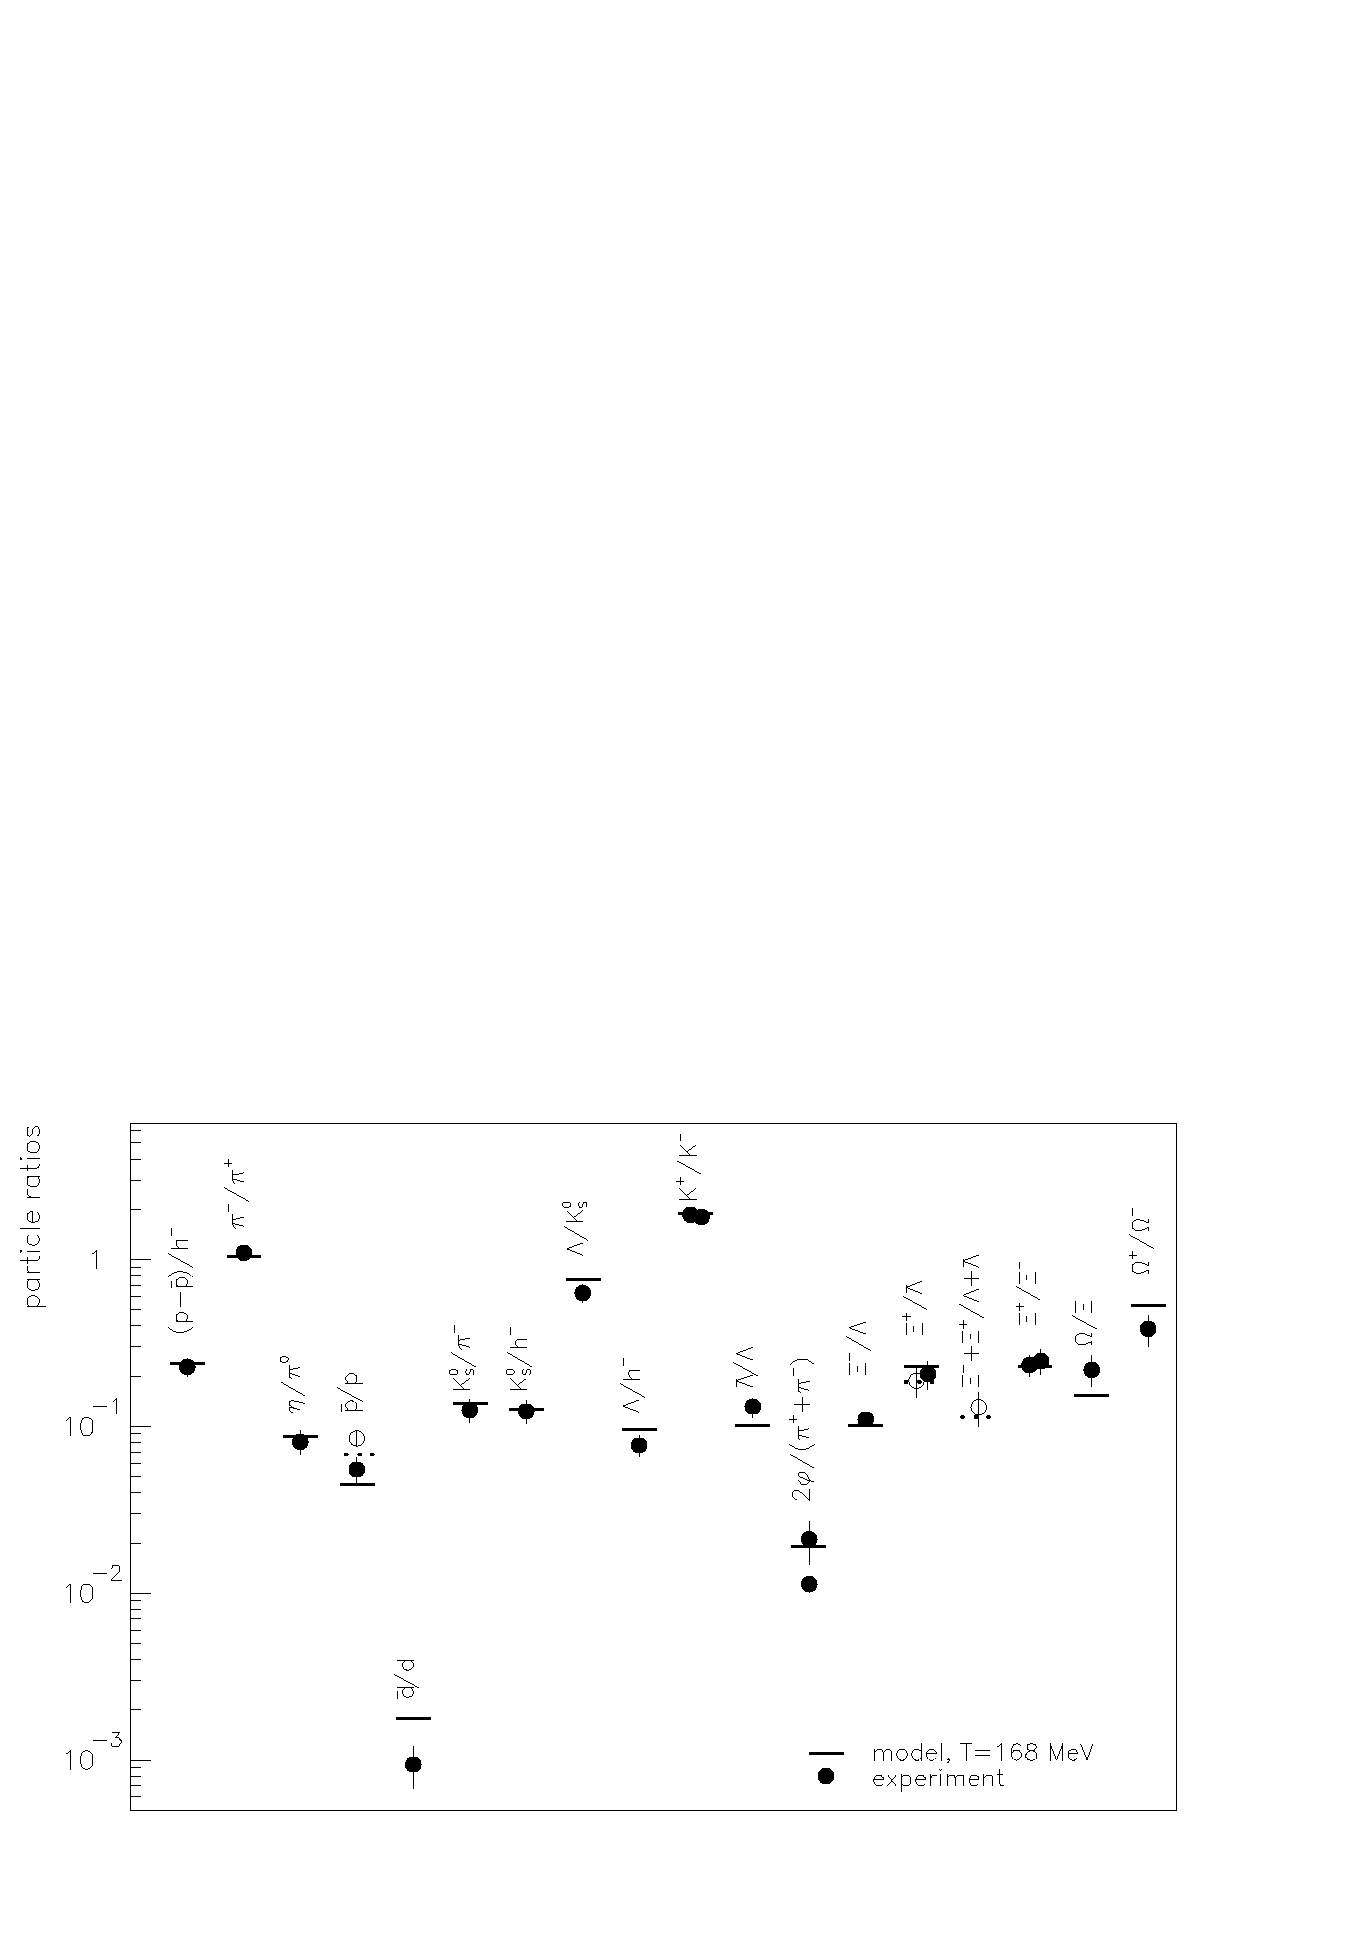 particle ratios
1
10⁻¹
10⁻²
10⁻³
(p−p̄)/h⁻
π⁻/π⁺
η/π⁰
p̄/p
d̄/d
K⁰ₛ/π⁻
K⁰ₛ/h⁻
Λ/K⁰ₛ
Λ/h⁻
K⁺/K⁻
Λ̄/Λ
2φ/(π⁺+π⁻)
Ξ⁻/Λ
Ξ⁺/Λ̄
Ξ⁻+Ξ⁺/Λ+Λ̄
Ξ⁺/Ξ⁻
Ω/Ξ
Ω⁺/Ω⁻
model, T=168 MeV
experiment